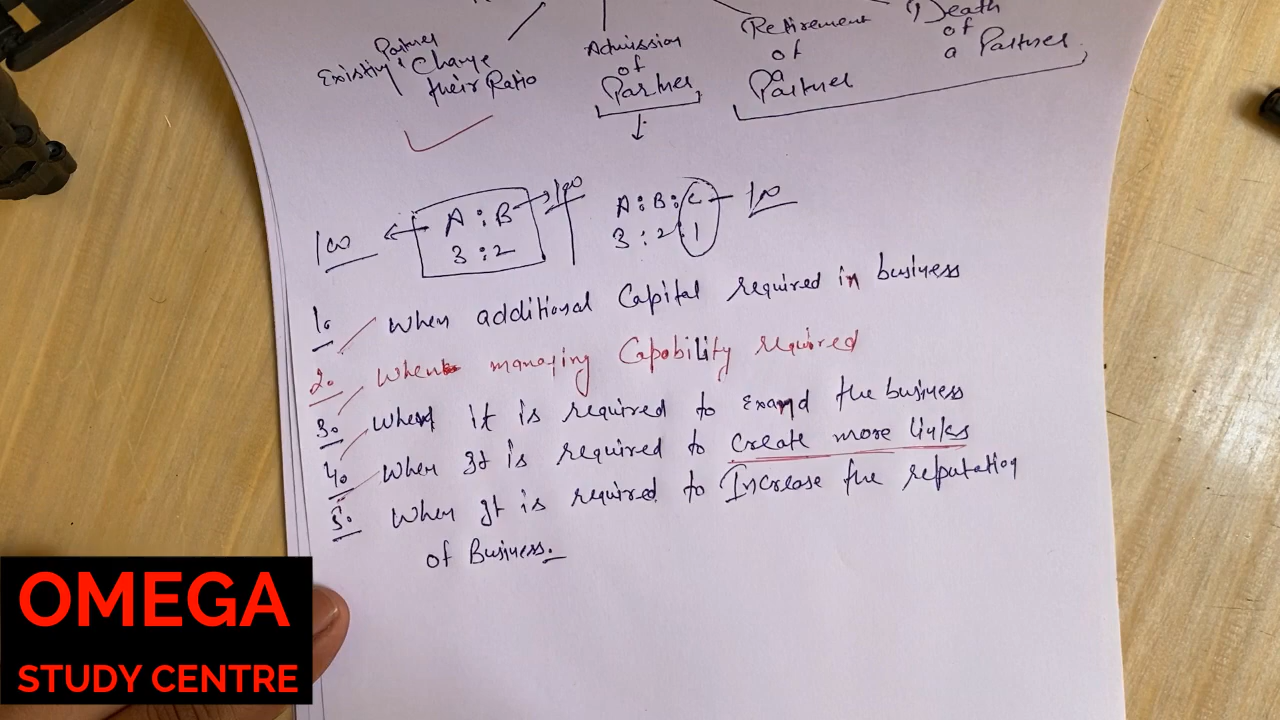 Existing Partner Change their Ratio
Admission of Partner
Retirement of a Partner
Death of a Partner
100 A : B 100
3 : 2
A : B : C 100
3 : 2 : 1
1. When additional Capital required in business
2. When managing Capability required
3. When it is required to Exand the business
4. When It is required to Create more links
5. When It is required to Increase the reputation
of Business.
OMEGA
STUDY CENTRE